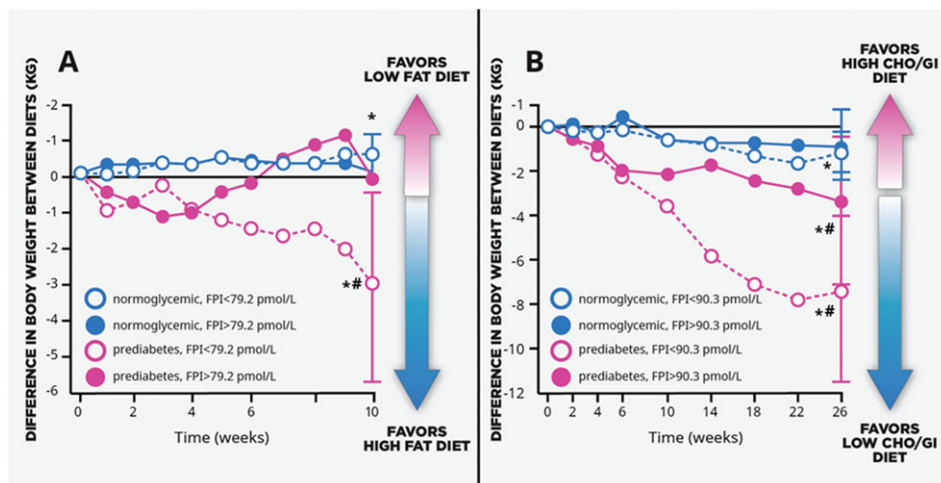 A
FAVORS
LOW FAT DIET
DIFFERENCE IN BODY WEIGHT BETWEEN DIETS (KG)
-2
-1
0
-1
-2
-3
-4
-5
-6
*
*#
normoglycemic, FPI<79.2 pmol/L
normoglycemic, FPI>79.2 pmol/L
prediabetes, FPI<79.2 pmol/L
prediabetes, FPI>79.2 pmol/L
0
2
4
6
10
Time (weeks)
FAVORS
HIGH FAT DIET
B
FAVORS
HIGH CHO/GI
DIET
DIFFERENCE IN BODY WEIGHT BETWEEN DIETS (KG)
-1
0
-2
-4
-6
-8
-10
-12
*
*#
*#
normoglycemic, FPI<90.3 pmol/L
normoglycemic, FPI>90.3 pmol/L
prediabetes, FPI<90.3 pmol/L
prediabetes, FPI>90.3 pmol/L
0
2
4
6
10
14
18
22
26
Time (weeks)
FAVORS
LOW CHO/GI
DIET